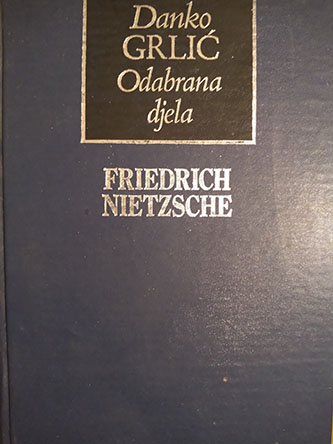 Danko
GRLIĆ
Odabrana
djela
FRIEDRICH
NIETZSCHE